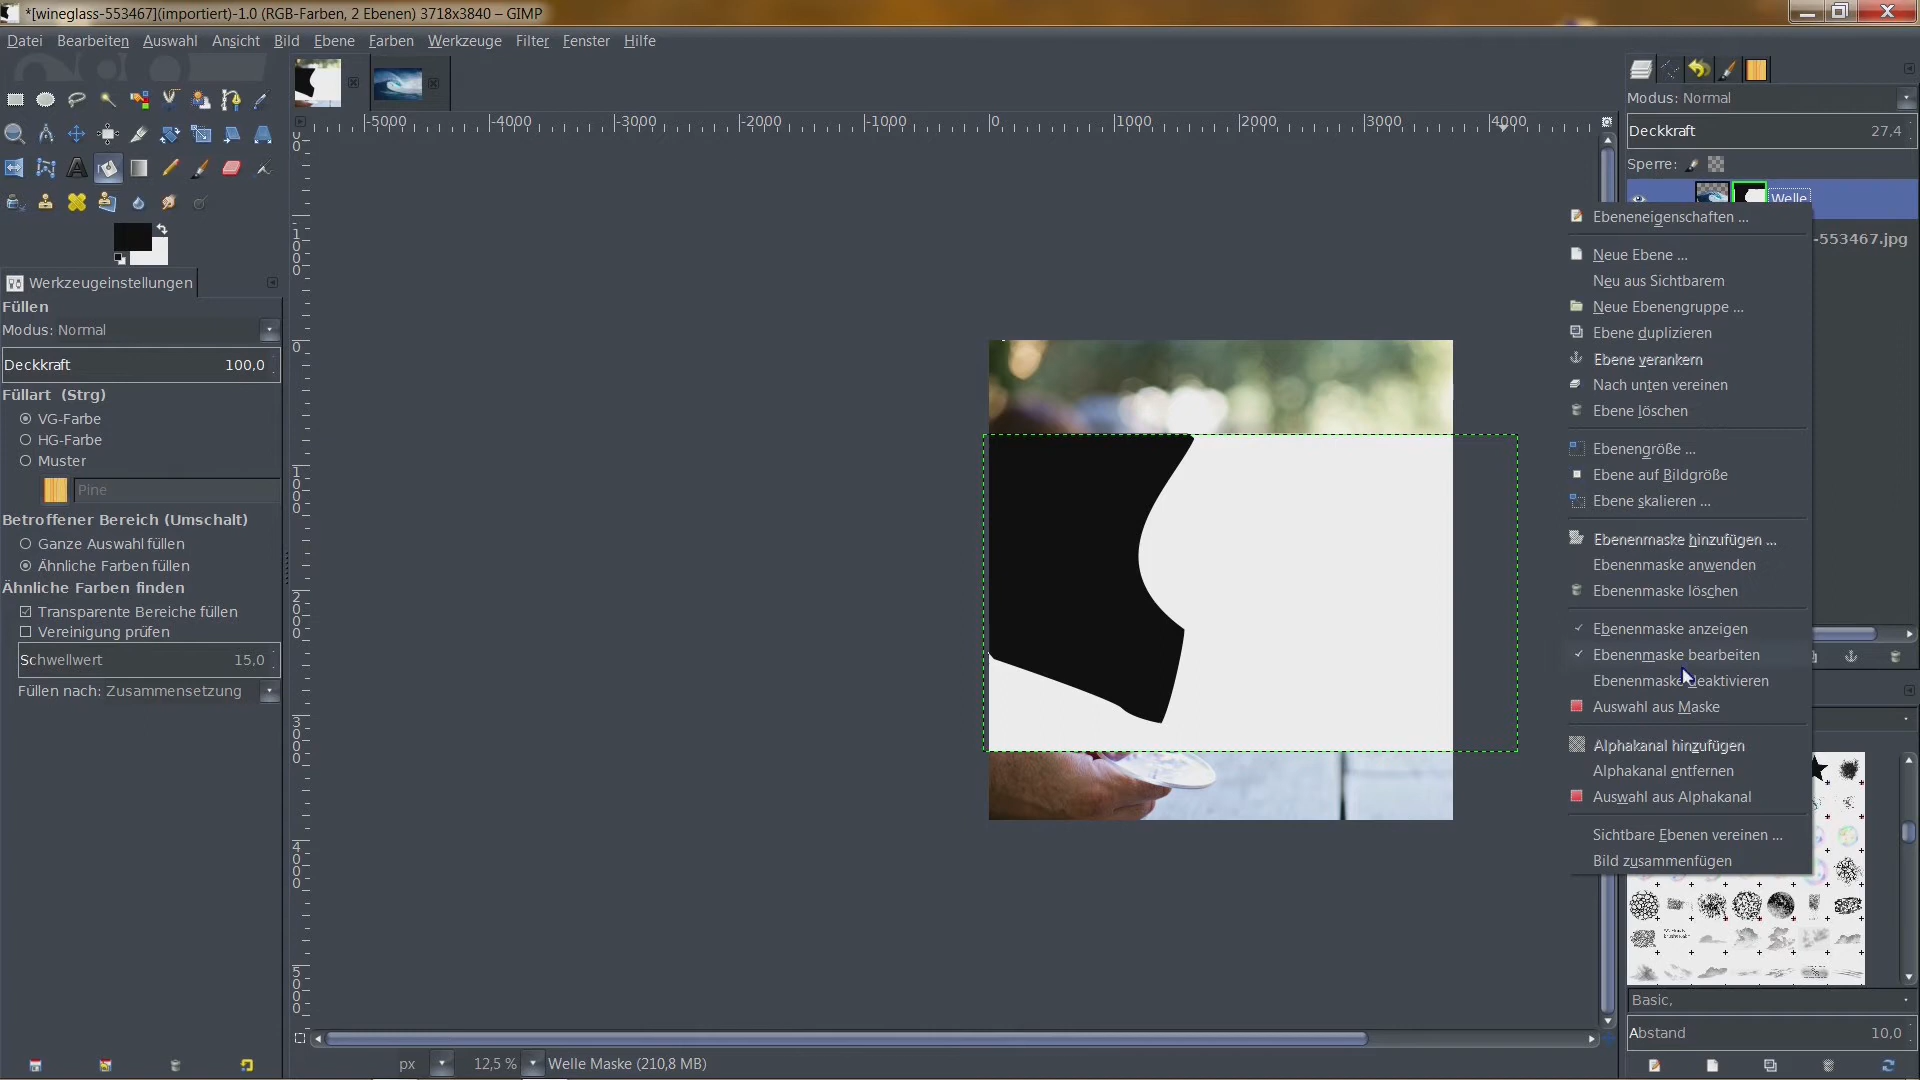 *[wineglass-553467](importiert)-1.0 (RGB-Farben, 2 Ebenen) 3718x3840 – GIMP
Datei Bearbeiten Auswahl Ansicht Bild Ebene Farben Werkzeuge Filter Fenster Hilfe
-5000 -4000 -3000 -2000 -1000 0 1000 2000 3000 4000
Modus: Normal
Deckkraft 27,4
Sperre:
Welle
-553467.jpg
Ebeneneigenschaften ...
Neue Ebene ...
Neu aus Sichtbarem
Neue Ebenengruppe ...
Ebene duplizieren
Ebene verankern
Nach unten vereinen
Ebene löschen
Ebenengröße ...
Ebene auf Bildgröße
Ebene skalieren ...
Ebenenmaske hinzufügen ...
Ebenenmaske anwenden
Ebenenmaske löschen
Ebenenmaske anzeigen
Ebenenmaske bearbeiten
Ebenenmaske deaktivieren
Auswahl aus Maske
Alphakanal hinzufügen
Alphakanal entfernen
Auswahl aus Alphakanal
Sichtbare Ebenen vereinen ...
Bild zusammenfügen
Werkzeugeinstellungen
Füllen
Modus: Normal
Deckkraft 100,0
Füllart (Strg)
VG-Farbe
HG-Farbe
Muster
Pine
Betroffener Bereich (Umschalt)
Ganze Auswahl füllen
Ähnliche Farben füllen
Ähnliche Farben finden
Transparente Bereiche füllen
Vereinigung prüfen
Schwellwert 15,0
Füllen nach: Zusammensetzung
Basic,
Abstand 10,0
px 12,5 % Welle Maske (210,8 MB)